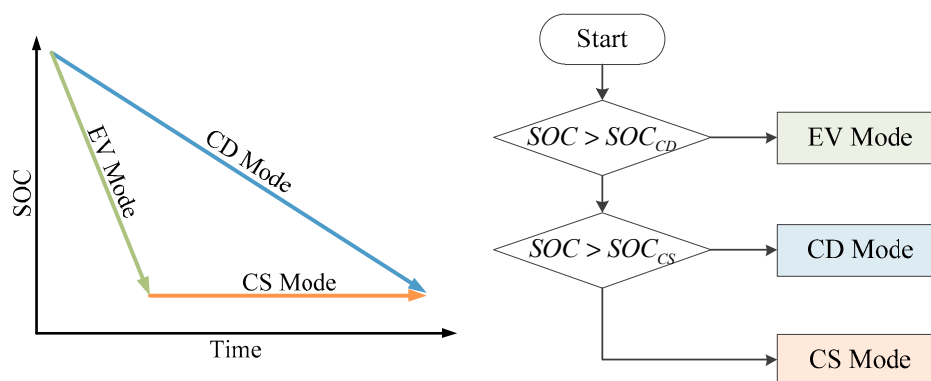 SOC
EV Mode
CD Mode
CS Mode
Time
Start
SOC > SOC_CD
EV Mode
SOC > SOC_CS
CD Mode
CS Mode